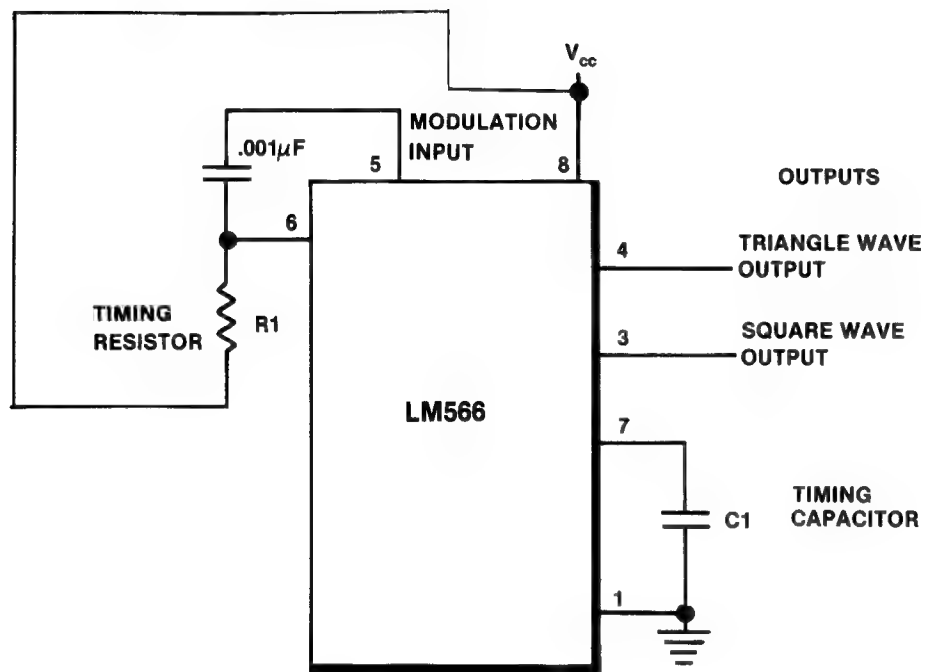 Vcc
MODULATION
INPUT
.001µF
5
8
OUTPUTS
6
4
TRIANGLE WAVE
OUTPUT
TIMING
RESISTOR
R1
3
SQUARE WAVE
OUTPUT
LM566
7
TIMING
CAPACITOR
C1
1